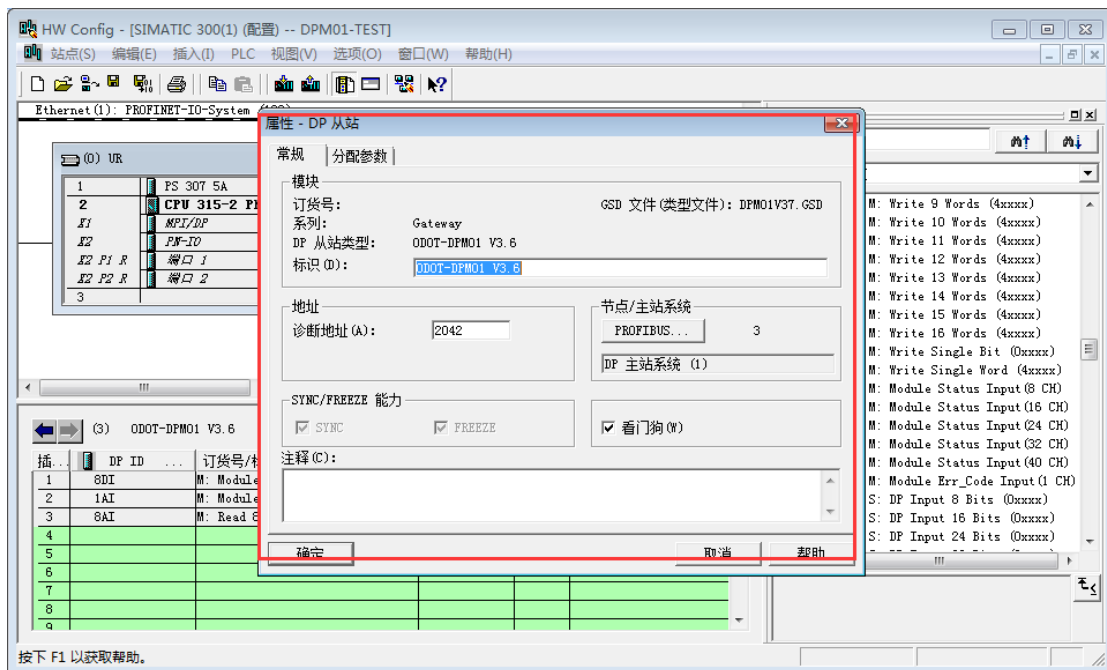 HW Config - [SIMATIC 300(1) (配置) -- DPM01-TEST]
站点(S) 编辑(E) 插入(I) PLC 视图(V) 选项(O) 窗口(W) 帮助(H)
Ethernet(1): PROFINET-IO-System
(0) UR
1 PS 307 5A
2 CPU 315-2
X1 MPI/DP
X2 PN-IO
X2 P1 R 端口 1
X2 P2 R 端口 2
3
属性 - DP 从站
常规 分配参数
模块
订货号: GSD 文件(类型文件): DPM01V37.GSD
系列: Gateway
DP 从站类型: ODOT-DPM01 V3.6
标识(D): ODOT-DPM01 V3.6
地址
诊断地址(A): 2042
节点/主站系统
PROFIBUS... 3
DP 主站系统 (1)
SYNC/FREEZE 能力
SYNC FREEZE
看门狗(W)
注释(C):
确定 取消 帮助
M: Write 9 Words (4xxxx)
M: Write 10 Words (4xxxx)
M: Write 11 Words (4xxxx)
M: Write 12 Words (4xxxx)
M: Write 13 Words (4xxxx)
M: Write 14 Words (4xxxx)
M: Write 15 Words (4xxxx)
M: Write 16 Words (4xxxx)
M: Write Single Bit (0xxxx)
M: Write Single Word (4xxxx)
M: Module Status Input(8 CH)
M: Module Status Input(16 CH)
M: Module Status Input(24 CH)
M: Module Status Input(32 CH)
M: Module Status Input(40 CH)
M: Module Err_Code Input(1 CH)
S: DP Input 8 Bits (0xxxx)
S: DP Input 16 Bits (0xxxx)
S: DP Input 24 Bits (0xxxx)
(3) ODOT-DPM01 V3.6
插... DP ID ... 订货号/
1 8DI M: Module
2 1AI M: Module
3 8AI M: Read 8
4
5
6
7
8
9
按下 F1 以获取帮助。